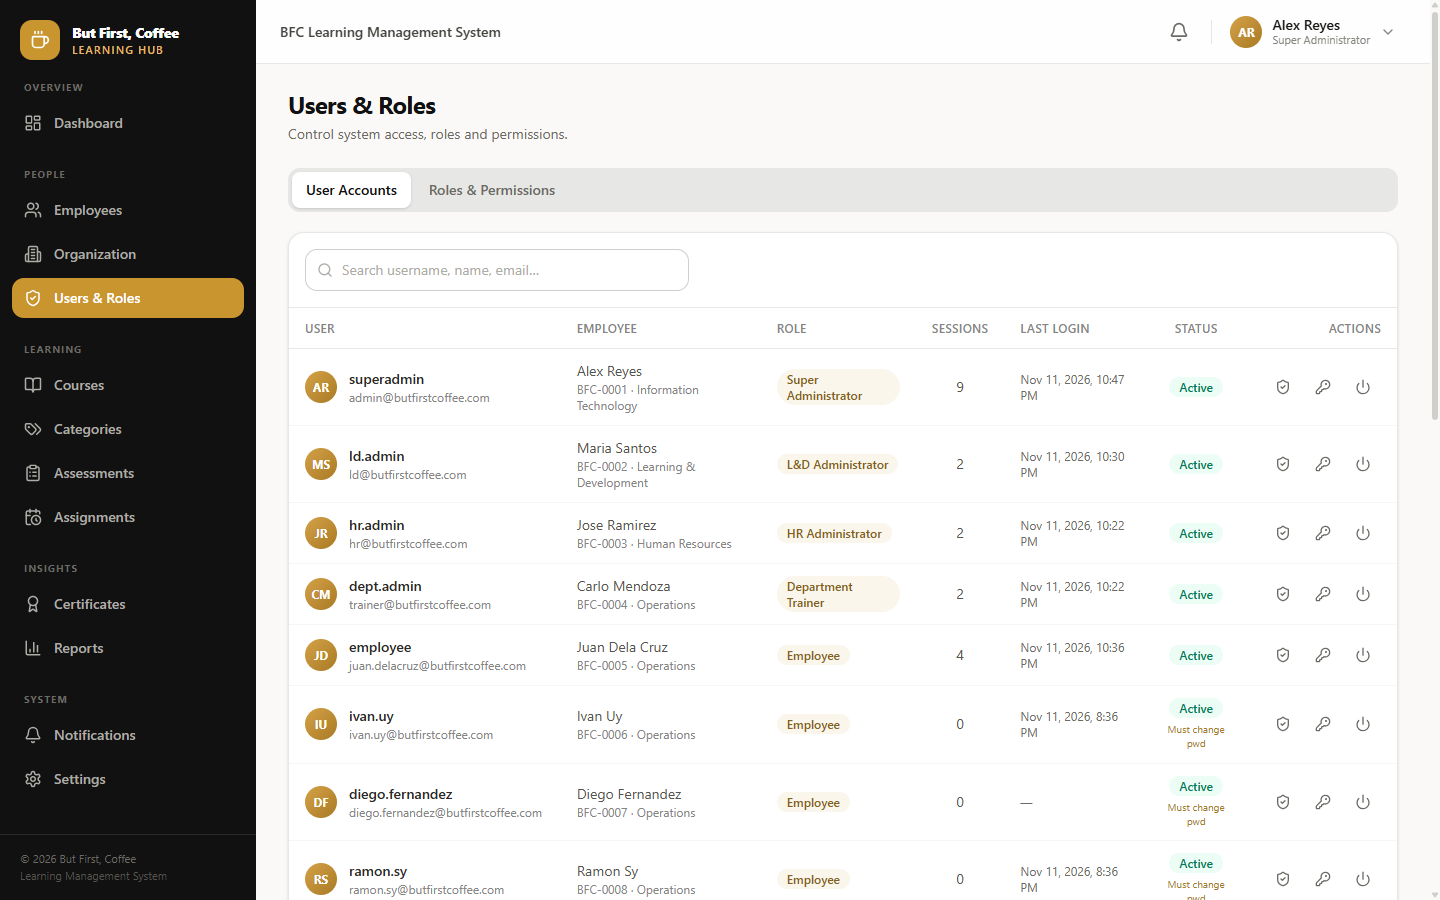 But First, Coffee
LEARNING HUB
OVERVIEW
Dashboard
PEOPLE
Employees
Organization
Users & Roles
LEARNING
Courses
Categories
Assessments
Assignments
INSIGHTS
Certificates
Reports
SYSTEM
Notifications
Settings
© 2026 But First, Coffee
Learning Management System
BFC Learning Management System
AR
Alex Reyes
Super Administrator
Users & Roles
Control system access, roles and permissions.
User Accounts
Roles & Permissions
Search username, name, email...
USER EMPLOYEE ROLE SESSIONS LAST LOGIN STATUS ACTIONS
AR
superadmin
admin@butfirstcoffee.com
Alex Reyes
BFC-0001 · Information
Technology
Super
Administrator
9
Nov 11, 2026, 10:47
PM
Active
MS
ld.admin
ld@butfirstcoffee.com
Maria Santos
BFC-0002 · Learning &
Development
L&D Administrator
2
Nov 11, 2026, 10:30
PM
Active
JR
hr.admin
hr@butfirstcoffee.com
Jose Ramirez
BFC-0003 · Human Resources
HR Administrator
2
Nov 11, 2026, 10:22
PM
Active
CM
dept.admin
trainer@butfirstcoffee.com
Carlo Mendoza
BFC-0004 · Operations
Department
Trainer
2
Nov 11, 2026, 10:22
PM
Active
JD
employee
juan.delacruz@butfirstcoffee.com
Juan Dela Cruz
BFC-0005 · Operations
Employee
4
Nov 11, 2026, 10:36
PM
Active
IU
ivan.uy
ivan.uy@butfirstcoffee.com
Ivan Uy
BFC-0006 · Operations
Employee
0
Nov 11, 2026, 8:36
PM
Active
Must change
pwd
DF
diego.fernandez
diego.fernandez@butfirstcoffee.com
Diego Fernandez
BFC-0007 · Operations
Employee
0
—
Active
Must change
pwd
RS
ramon.sy
ramon.sy@butfirstcoffee.com
Ramon Sy
BFC-0008 · Operations
Employee
0
Nov 11, 2026, 8:36
PM
Active
Must change
pwd